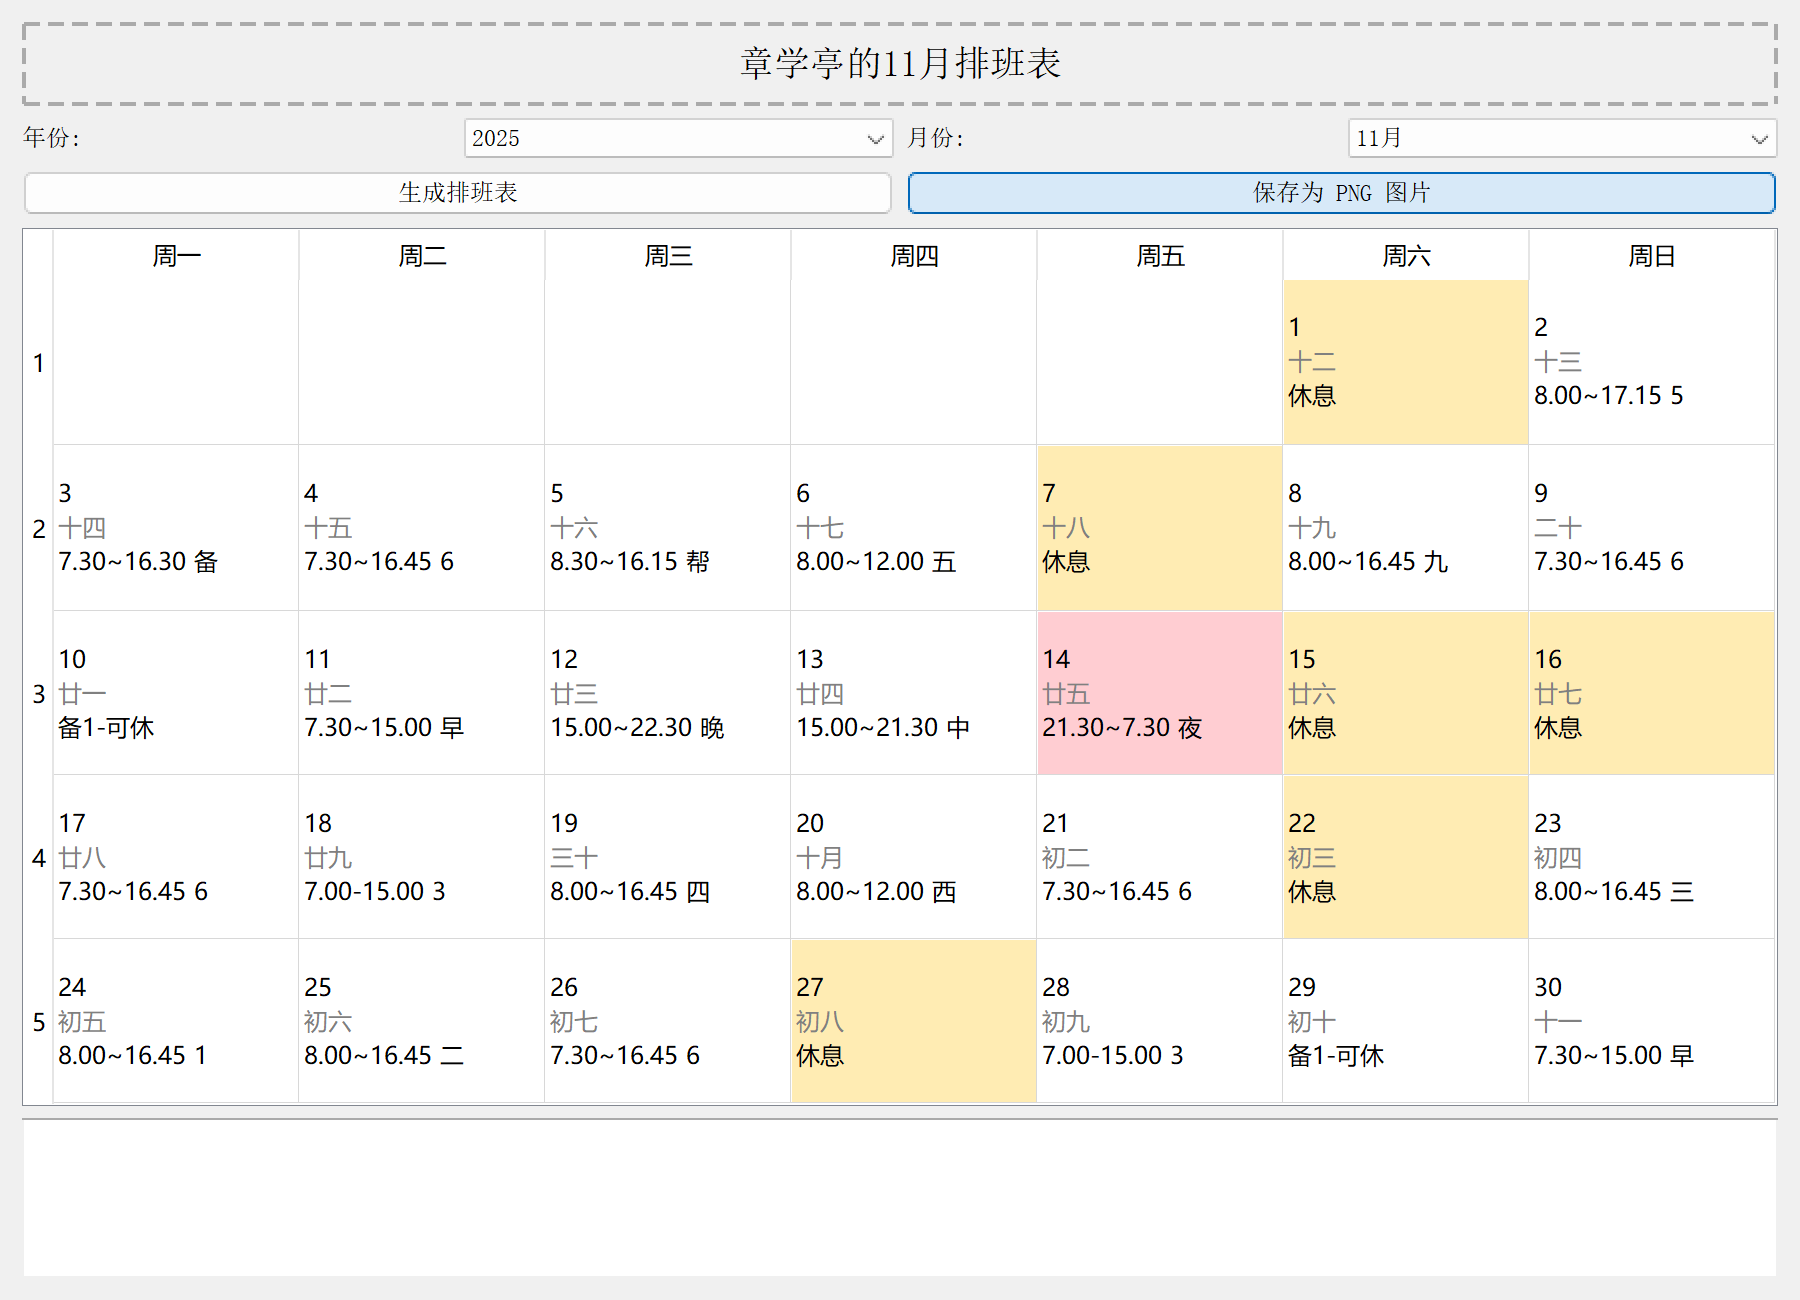 章学亭的11月排班表
年份: 2025 月份: 11月
生成排班表 保存为 PNG 图片
周一 周二 周三 周四 周五 周六 周日
1
1 2
十二 十三
休息 8.00~17.15 5
2
3 4 5 6 7 8 9
十四 十五 十六 十七 十八 十九 二十
7.30~16.30 备 7.30~16.45 6 8.30~16.15 帮 8.00~12.00 五 休息 8.00~16.45 九 7.30~16.45 6
3
10 11 12 13 14 15 16
廿一 廿二 廿三 廿四 廿五 廿六 廿七
备1-可休 7.30~15.00 早 15.00~22.30 晚 15.00~21.30 中 21.30~7.30 夜 休息 休息
4
17 18 19 20 21 22 23
廿八 廿九 三十 十月 初二 初三 初四
7.30~16.45 6 7.00-15.00 3 8.00~16.45 四 8.00~12.00 西 7.30~16.45 6 休息 8.00~16.45 三
5
24 25 26 27 28 29 30
初五 初六 初七 初八 初九 初十 十一
8.00~16.45 1 8.00~16.45 二 7.30~16.45 6 休息 7.00-15.00 3 备1-可休 7.30~15.00 早